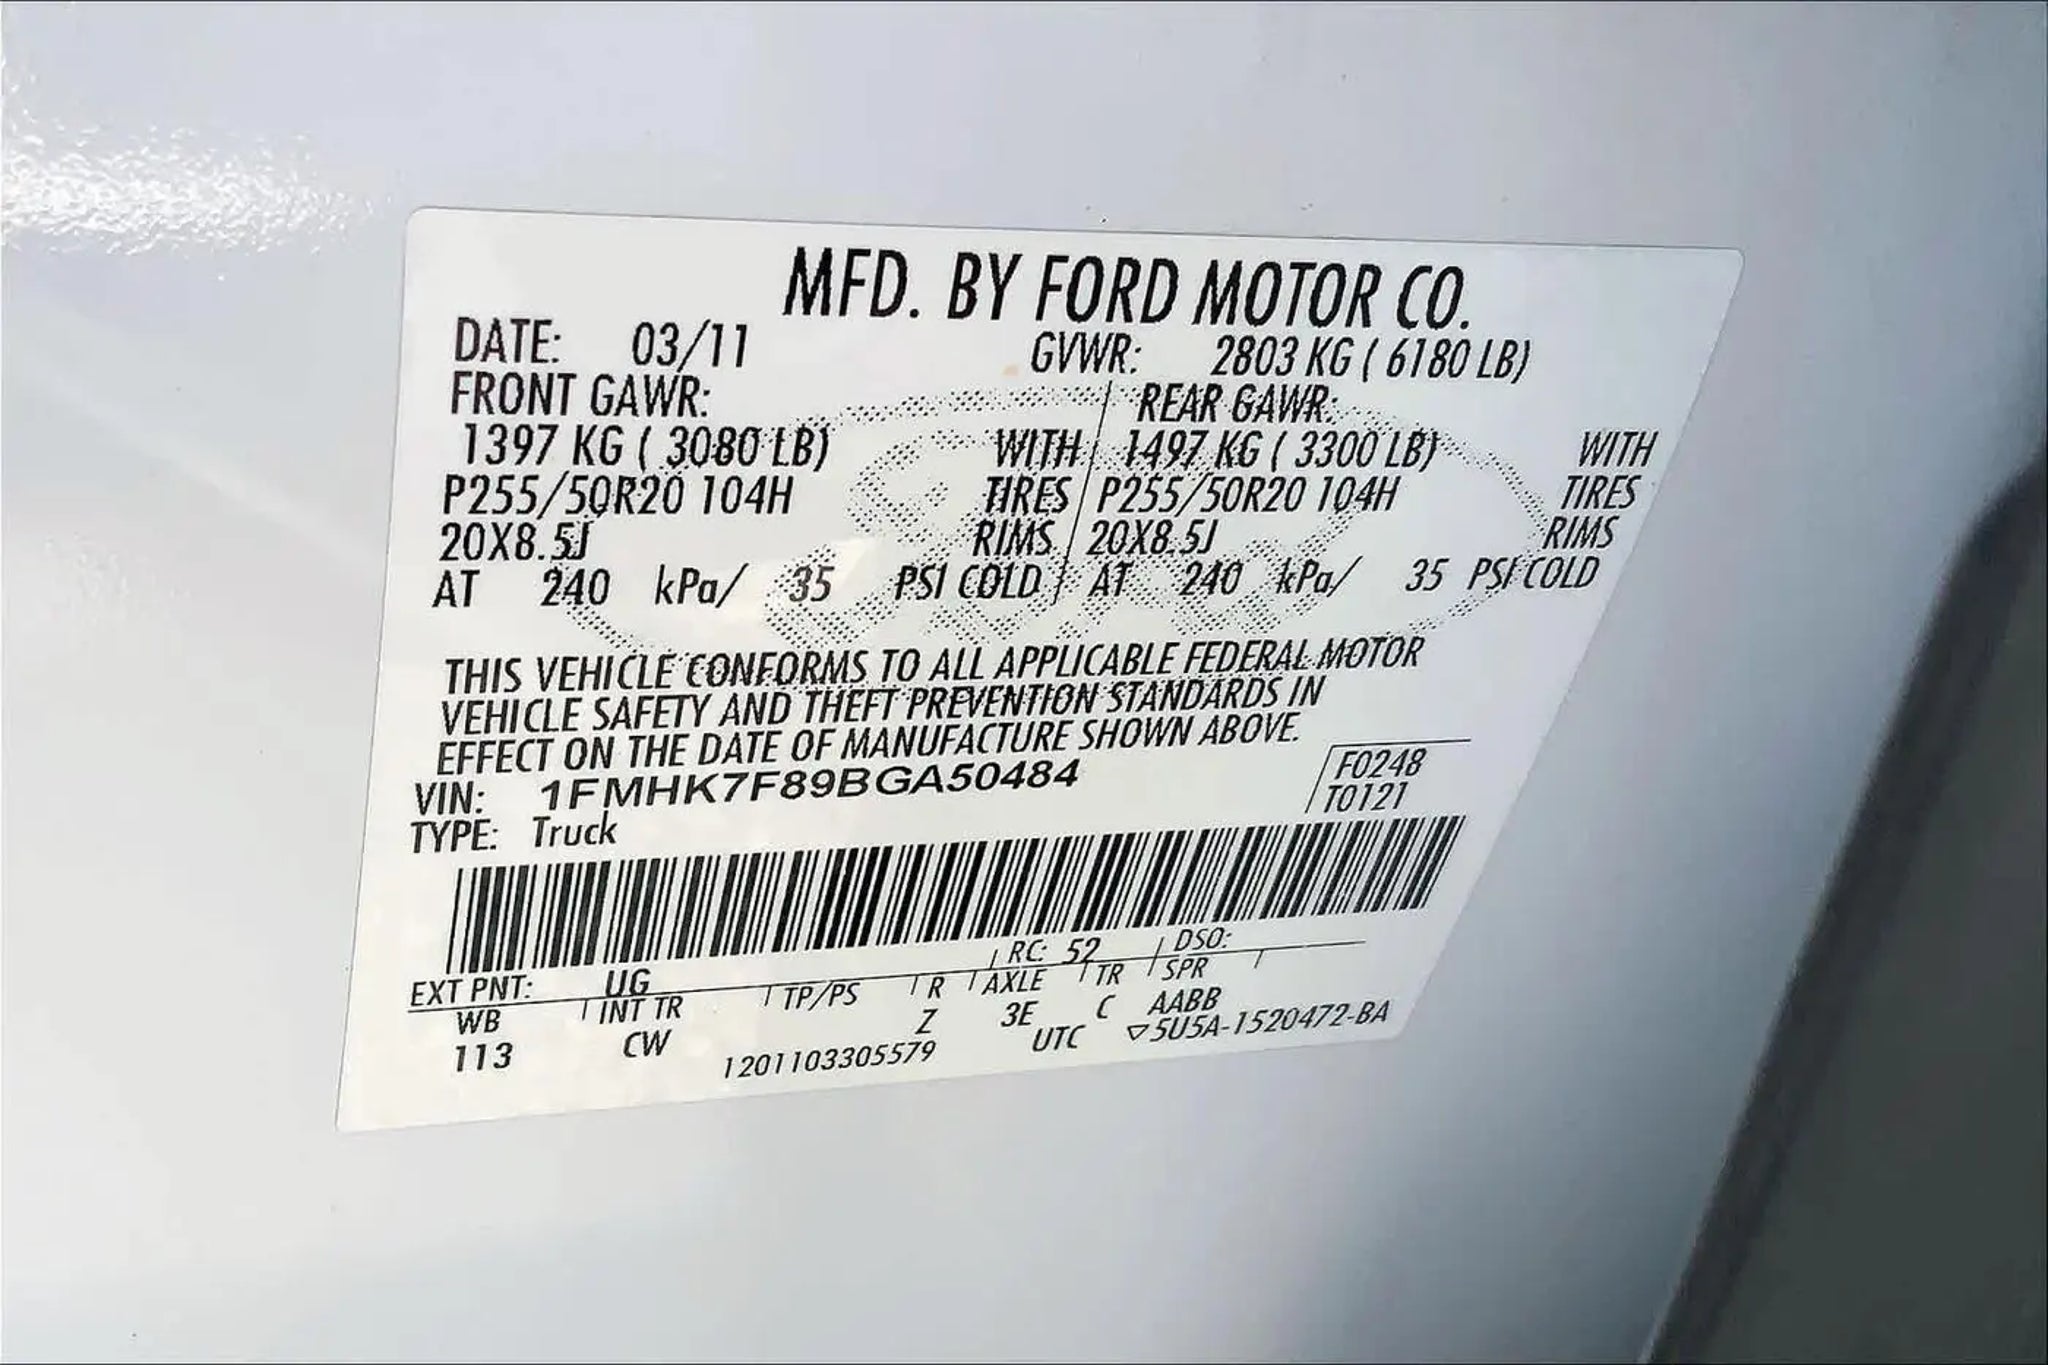 MFD. BY FORD MOTOR CO.
DATE: 03/11 GVWR: 2803 KG ( 6180 LB)
FRONT GAWR: REAR GAWR:
1397 KG ( 3080 LB) WITH 1497 KG ( 3300 LB) WITH
P255/50R20 104H TIRES P255/50R20 104H TIRES
20X8.5J RIMS 20X8.5J RIMS
AT 240 kPa/ 35 PSI COLD AT 240 kPa/ 35 PSI COLD
THIS VEHICLE CONFORMS TO ALL APPLICABLE FEDERAL MOTOR
VEHICLE SAFETY AND THEFT PREVENTION STANDARDS IN
EFFECT ON THE DATE OF MANUFACTURE SHOWN ABOVE.
VIN: 1FMHK7F89BGA50484 F0248
TYPE: Truck T0121
EXT PNT: UG RC: 52 DSO:
WB INT TR TP/PS R AXLE TR SPR
113 CW Z 3E C AABB
1201103305579 UTC ▽5U5A-1520472-BA